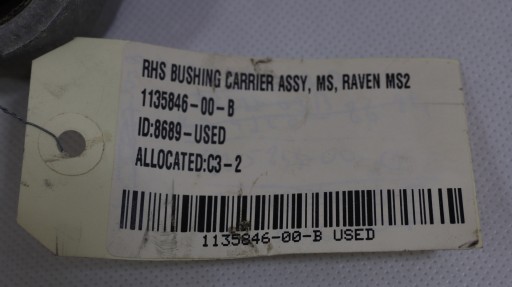 RHS BUSHING CARRIER ASSY, MS, RAVEN MS2
1135846-00-B
ID:8689-USED
ALLOCATED:C3-2
1135846-00-B USED